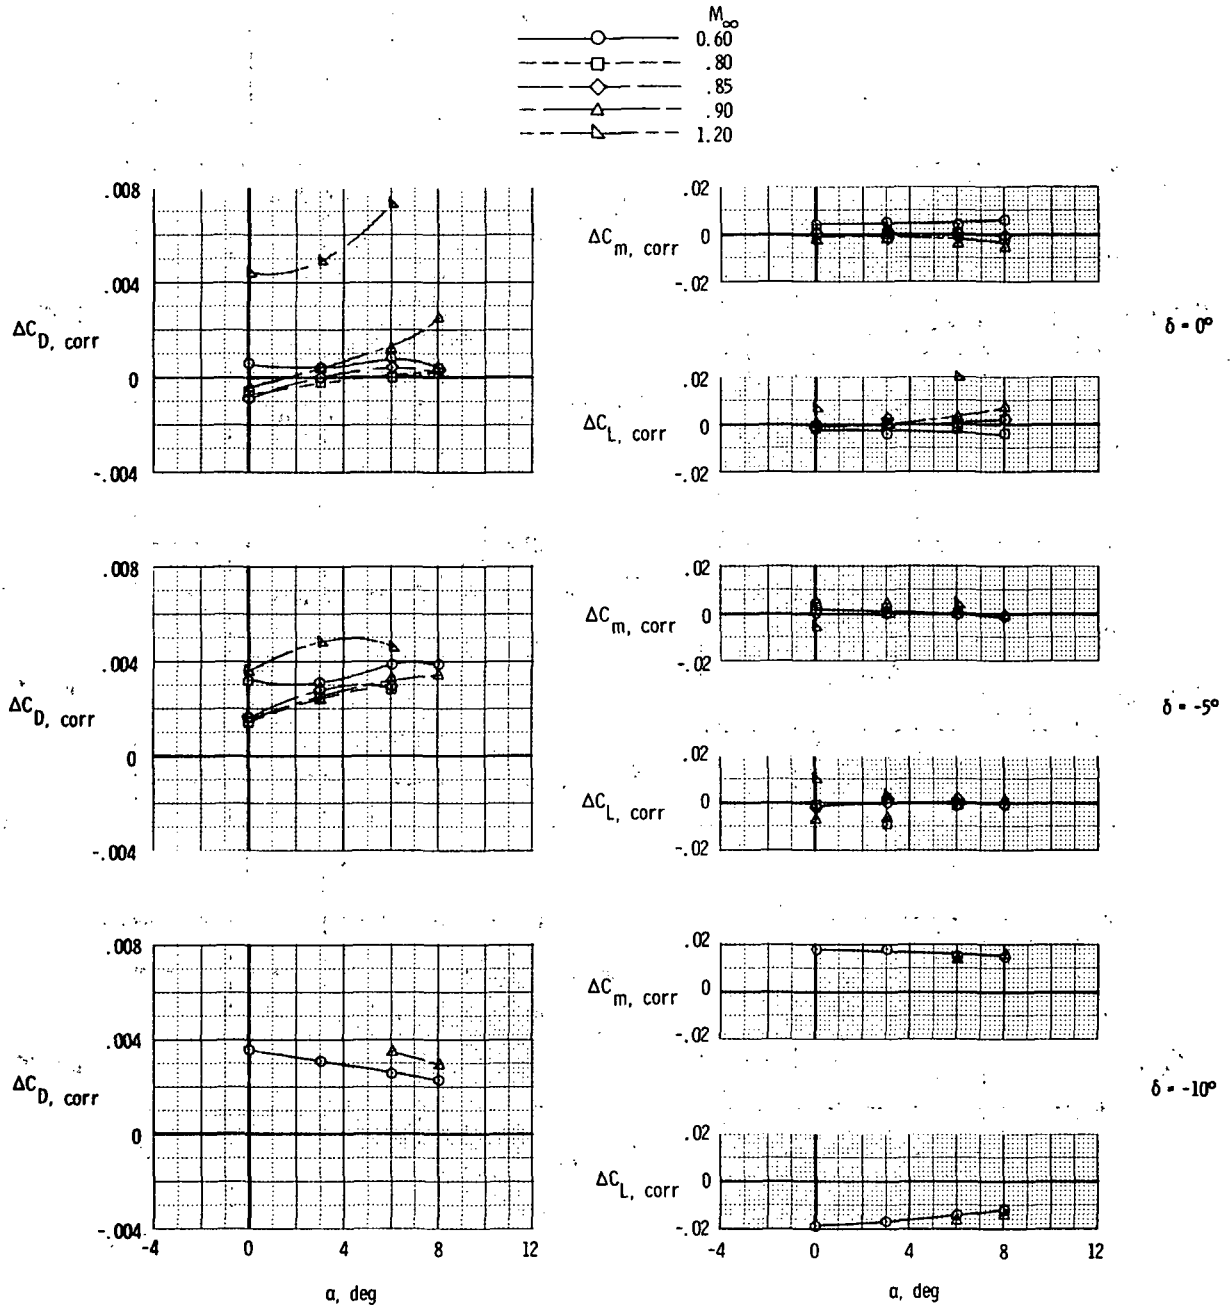 M∞
0.60
.80
.85
.90
1.20
.008
.004
ΔC_D, corr
0
-.004
.02
ΔC_m, corr
0
-.02
δ = 0°
.02
ΔC_L, corr
0
-.02
.008
.004
ΔC_D, corr
0
-.004
.02
ΔC_m, corr
0
-.02
δ = -5°
.02
ΔC_L, corr
0
-.02
.008
.004
ΔC_D, corr
0
-.004
-4 0 4 8 12
α, deg
.02
0
ΔC_m, corr
-.02
δ = -10°
.02
ΔC_L, corr
0
-.02
-4 0 4 8 12
α, deg